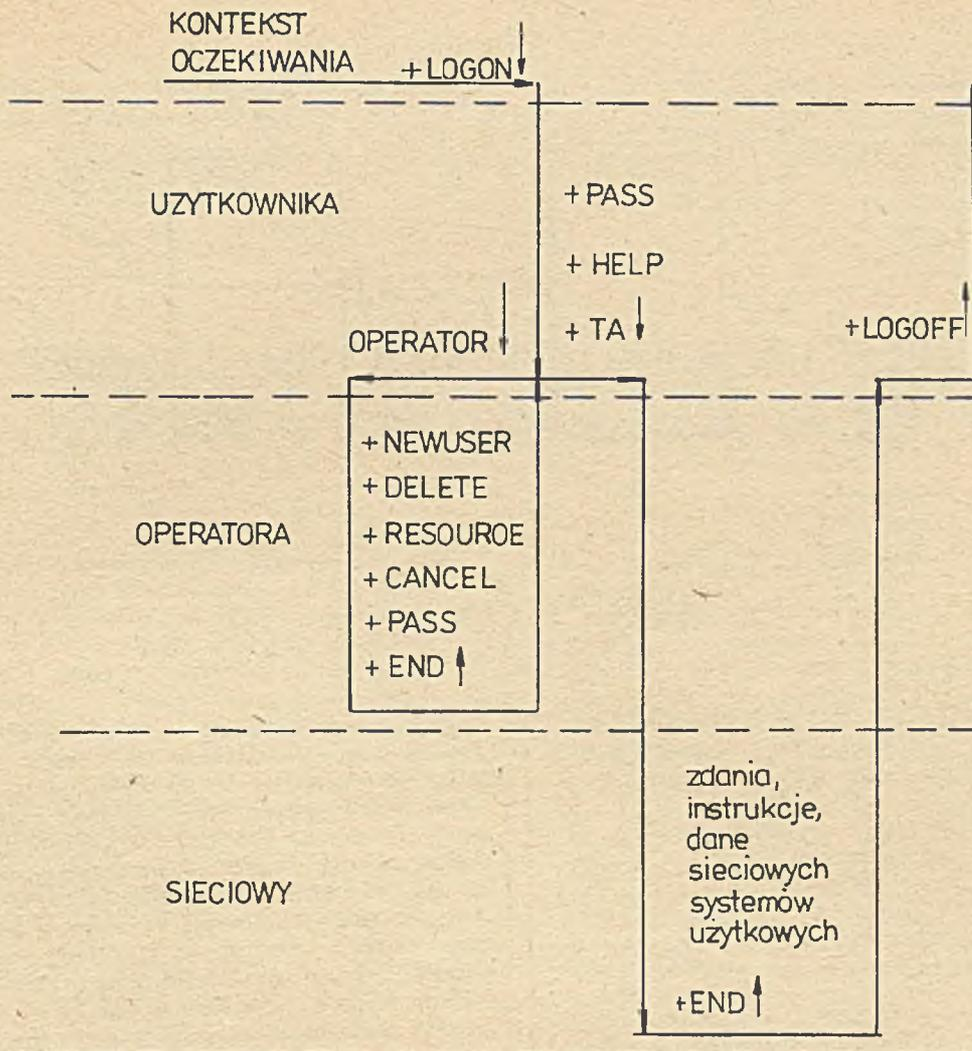 KONTEKST
OCZEKIWANIA
+ LOGON
UZYTKOWNIKA
+ PASS
+ HELP
+ TA
OPERATOR
+LOGOFF
+ NEWUSER
+ DELETE
+ RESOUROE
+ CANCEL
+ PASS
+ END
OPERATORA
zdania,
instrukcje,
dane
sieciowych
systemów
użytkowych
+END
SIECIOWY